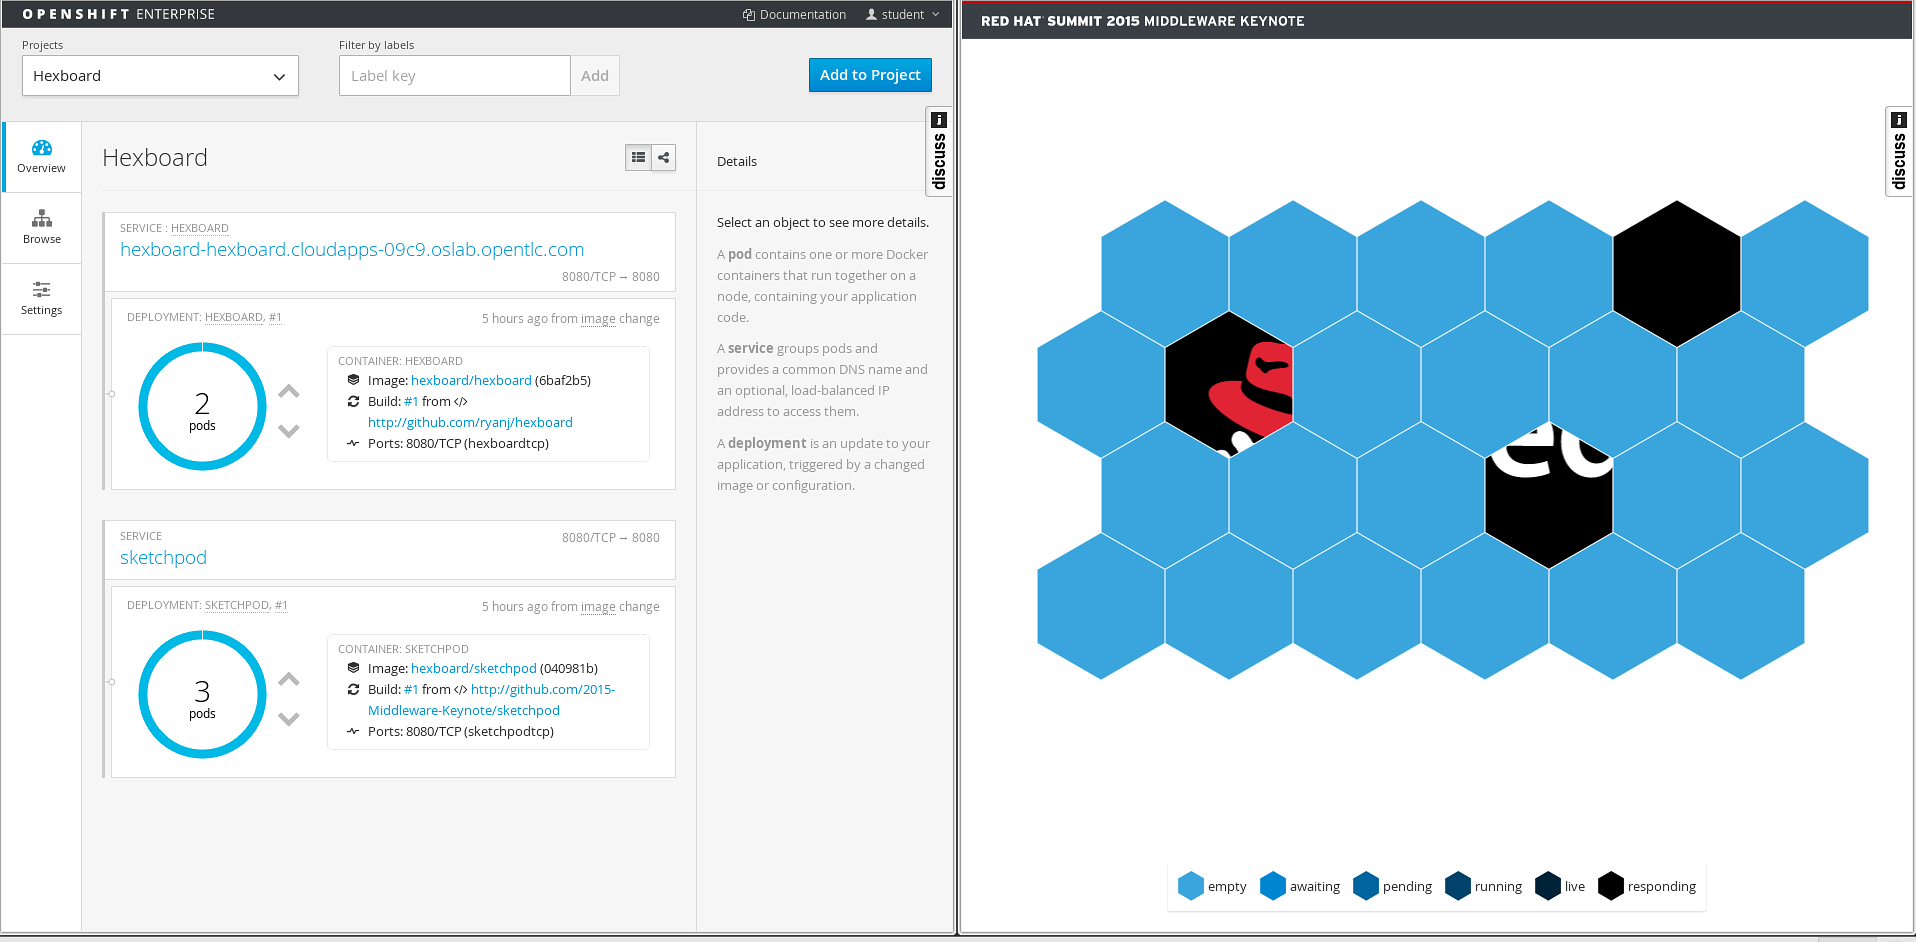 OPENSHIFT ENTERPRISE
Documentation
student
Projects
Hexboard
Filter by labels
Label key
Add
Add to Project
Overview
Browse
Settings
Hexboard
SERVICE : HEXBOARD
hexboard-hexboard.cloudapps-09c9.oslab.opentlc.com
8080/TCP → 8080
DEPLOYMENT: HEXBOARD, #1
5 hours ago from image change
2
pods
CONTAINER: HEXBOARD
Image: hexboard/hexboard (6baf2b5)
Build: #1 from </>
http://github.com/ryanj/hexboard
Ports: 8080/TCP (hexboardtcp)
SERVICE
sketchpod
8080/TCP → 8080
DEPLOYMENT: SKETCHPOD, #1
5 hours ago from image change
3
pods
CONTAINER: SKETCHPOD
Image: hexboard/sketchpod (040981b)
Build: #1 from </> http://github.com/2015-
Middleware-Keynote/sketchpod
Ports: 8080/TCP (sketchpodtcp)
Details
Select an object to see more details.
A pod contains one or more Docker
containers that run together on a
node, containing your application
code.
A service groups pods and
provides a common DNS name and
an optional, load-balanced IP
address to access them.
A deployment is an update to your
application, triggered by a changed
image or configuration.
i discuss
RED HAT SUMMIT 2015 MIDDLEWARE KEYNOTE
i discuss
empty
awaiting
pending
running
live
responding